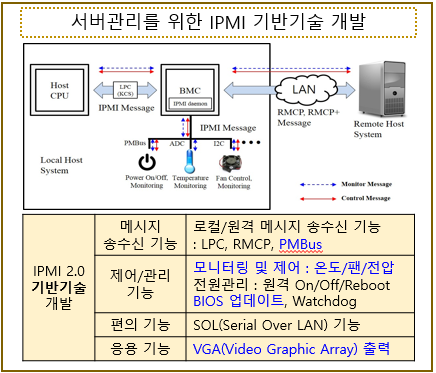 서버관리를 위한 IPMI 기반기술 개발
Host
CPU
LPC
(KCS)
IPMI Message
BMC
IPMI daemon
LAN
RMCP, RMCP+
Message
Remote Host
System
IPMI Message
PMBus
ADC
I2C
Power On/Off,
Monitoring
Temperature
Monitoring
Fan Control,
Monitoring
Local Host
System
Monitor Message
Control Message
IPMI 2.0
기반기술
개발
메시지
송수신 기능
로컬/원격 메시지 송수신 기능
: LPC, RMCP, PMBus
제어/관리
기능
모니터링 및 제어 : 온도/팬/전압
전원관리 : 원격 On/Off/Reboot
BIOS 업데이트, Watchdog
편의 기능
SOL(Serial Over LAN) 기능
응용 기능
VGA(Video Graphic Array) 출력